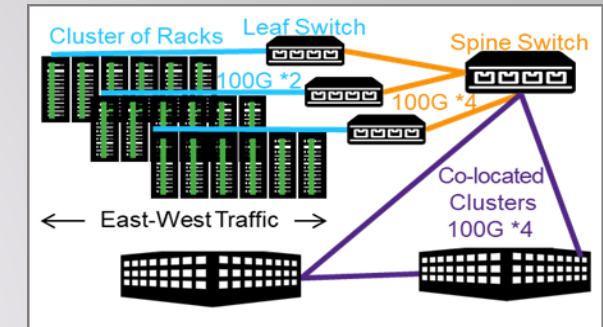 Cluster of Racks
Leaf Switch
Spine Switch
100G *2
100G *4
Co-located
Clusters
100G *4
East-West Traffic